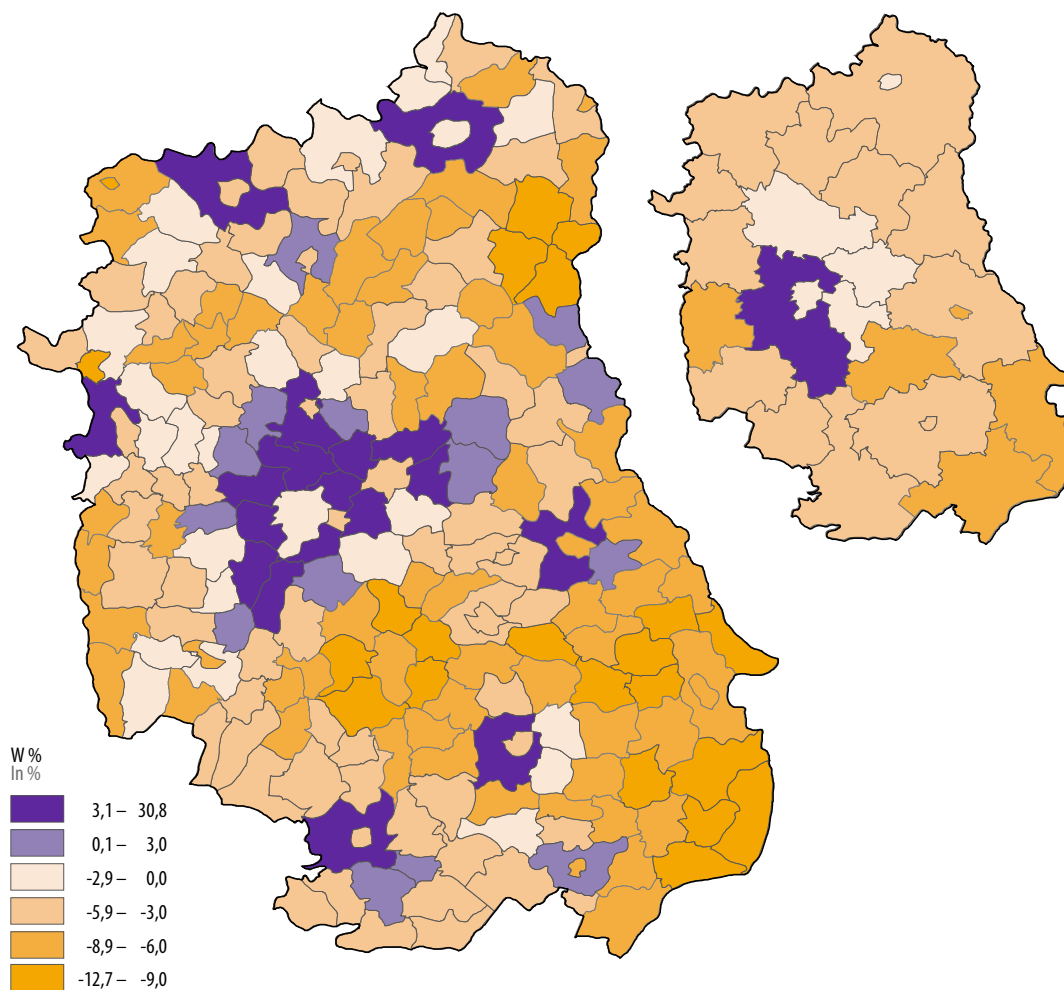 W %
In %
3,1 – 30,8
0,1 – 3,0
-2,9 – 0,0
-5,9 – -3,0
-8,9 – -6,0
-12,7 – -9,0